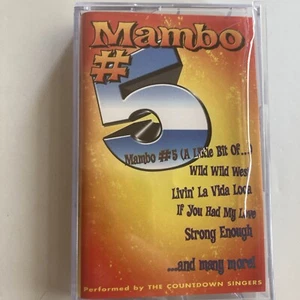 Mambo
#
5
Mambo #5 (A Little Bit Of...)
Wild Wild West
Livin' La Vida Loca
If You Had My Love
Strong Enough
...and many more!
Performed by THE COUNTDOWN SINGERS